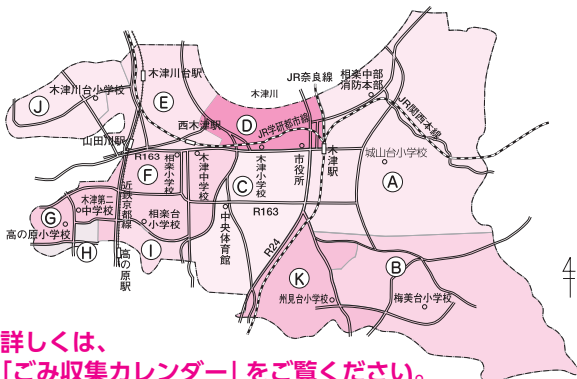 JR奈良線
相楽中部
消防本部
木津川台駅
木津川
木津川台小学校
J
E
JR関西本線
西木津駅
D
JR学研都市線
山田川駅
木津駅
城山台小学校
R163
相楽小学校
木津中学校
木津小学校
市役所
F
C
A
木津第二
中学校
近鉄京都線
相楽台
小学校
R163
G
高の原小学校
中央体育館
H
高の原駅
I
R24
K
B
州見台小学校
梅美台小学校
詳しくは、
「ごみ収集カレンダー」をご覧ください。